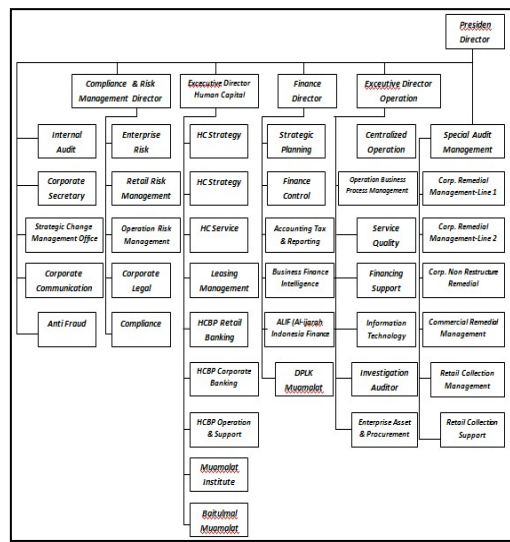 Presiden
Director
Compliance & Risk
Management Director
Excecutive Director
Human Capital
Finance
Director
Excecutive Director
Operation
Internal
Audit
Enterprise
Risk
HC Strategy
Strategic
Planning
Centralized
Operation
Special Audit
Management
Corporate
Secretary
Retail Risk
Management
HC Strategy
Finance
Control
Operation Business
Process Management
Corp. Remedial
Management-Line 1
Strategic Change
Management Office
Operation Risk
Management
HC Service
Accounting Tax
& Reporting
Service
Quality
Corp. Remedial
Management-Line 2
Corporate
Communication
Corporate
Legal
Leasing
Management
Business Finance
Intelligence
Financing
Support
Corp. Non Restructure
Remedial
Anti Fraud
Compliance
HCBP Retail
Banking
ALIF (Al-ijarah
Indonesia Finance
Information
Technology
Commercial Remedial
Management
HCBP Corporate
Banking
DPLK
Muamalat
Investigation
Auditor
Retail Collection
Management
HCBP Operation
& Support
Enterprise Asset
& Procurement
Retail Collection
Support
Muamalat
Institute
Baitulmal
Muamalat